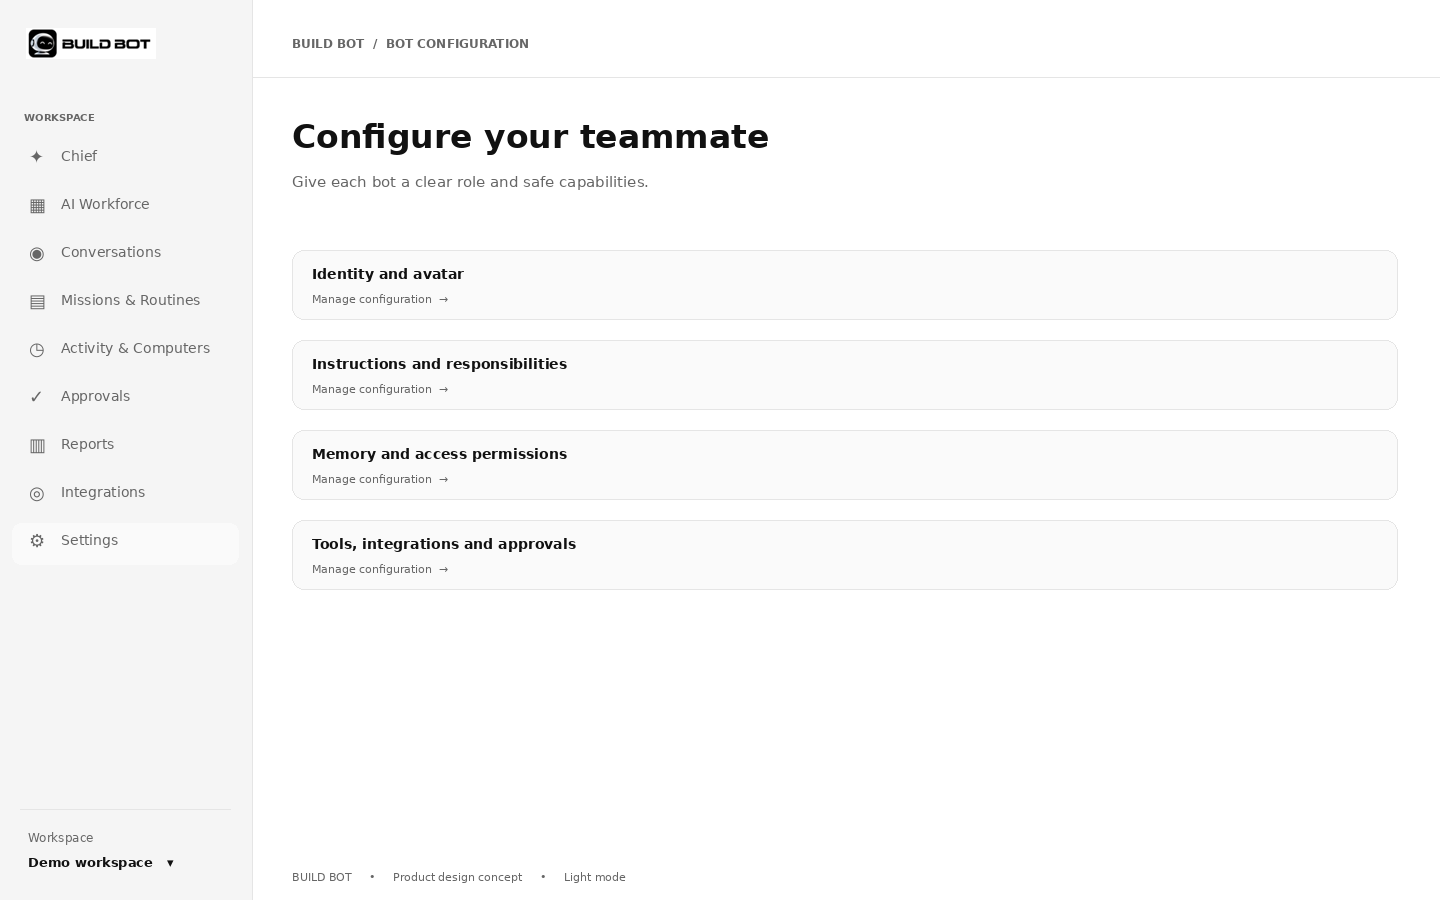 BUILD BOT
WORKSPACE
Chief
AI Workforce
Conversations
Missions & Routines
Activity & Computers
Approvals
Reports
Integrations
Settings
Workspace
Demo workspace ▾
BUILD BOT / BOT CONFIGURATION
Configure your teammate
Give each bot a clear role and safe capabilities.
Identity and avatar
Manage configuration →
Instructions and responsibilities
Manage configuration →
Memory and access permissions
Manage configuration →
Tools, integrations and approvals
Manage configuration →
BUILD BOT • Product design concept • Light mode